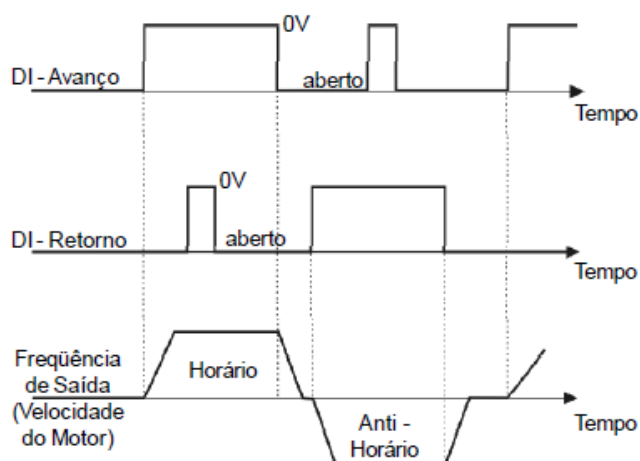 0V
DI - Avanço
aberto
Tempo
0V
DI - Retorno
aberto
Tempo
Freqüência
de Saída
(Velocidade
do Motor)
Horário
Tempo
Anti -
Horário